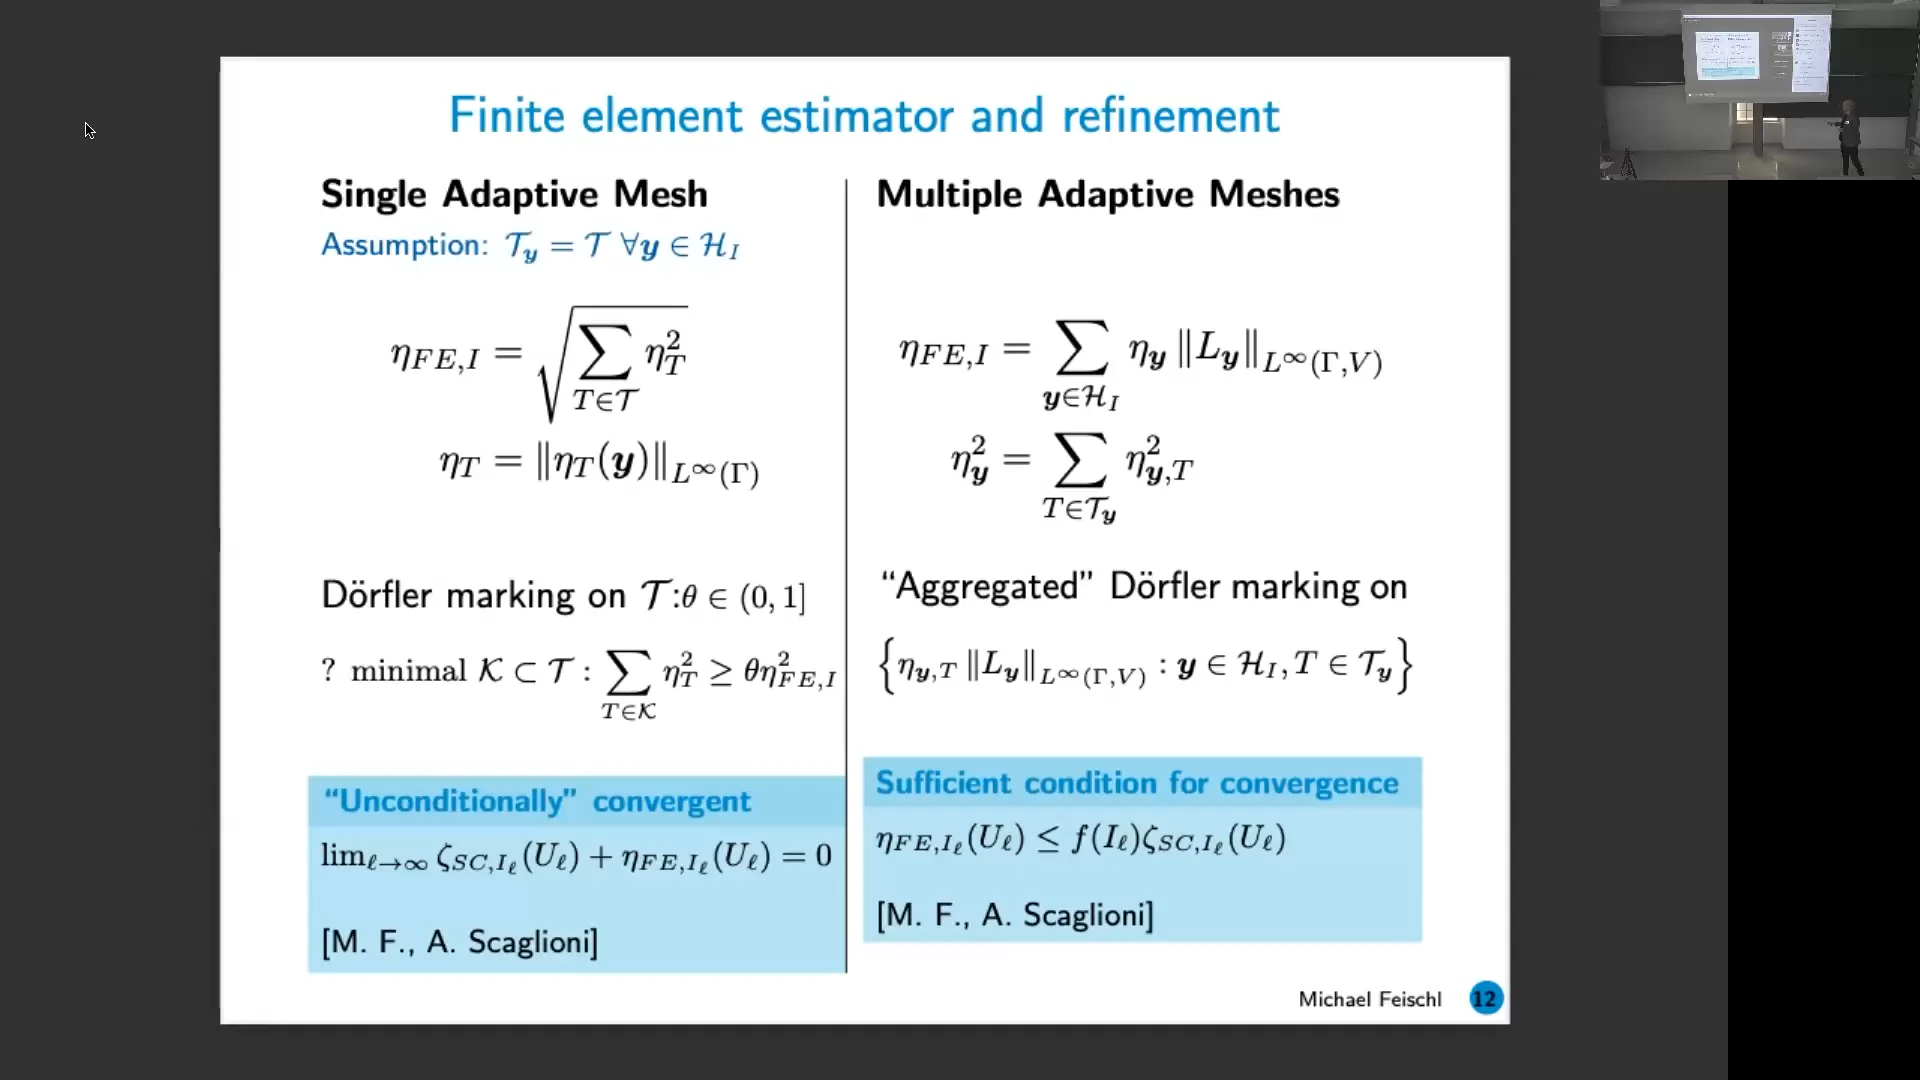 Finite element estimator and refinement
Single Adaptive Mesh
Assumption: 𝒯_𝒚 = 𝒯 ∀𝒚 ∈ ℋ_I
η_{FE,I} = √(∑_{T∈𝒯} η_T^2)
η_T = ‖η_T(𝒚)‖_{L^∞(Γ)}
Dörfler marking on 𝒯:θ ∈ (0, 1]
? minimal 𝒦 ⊂ 𝒯 : ∑_{T∈𝒦} η_T^2 ≥ θη_{FE,I}^2
“Unconditionally” convergent
lim_{ℓ→∞} ζ_{SC,I_ℓ}(U_ℓ) + η_{FE,I_ℓ}(U_ℓ) = 0
[M. F., A. Scaglioni]
Multiple Adaptive Meshes
η_{FE,I} = ∑_{𝒚∈ℋ_I} η_𝒚 ‖L_𝒚‖_{L^∞(Γ,V)}
η_𝒚^2 = ∑_{T∈𝒯_𝒚} η_{𝒚,T}^2
“Aggregated” Dörfler marking on
{η_{𝒚,T} ‖L_𝒚‖_{L^∞(Γ,V)} : 𝒚 ∈ ℋ_I, T ∈ 𝒯_𝒚}
Sufficient condition for convergence
η_{FE,I_ℓ}(U_ℓ) ≤ f(I_ℓ)ζ_{SC,I_ℓ}(U_ℓ)
[M. F., A. Scaglioni]
Michael Feischl 12